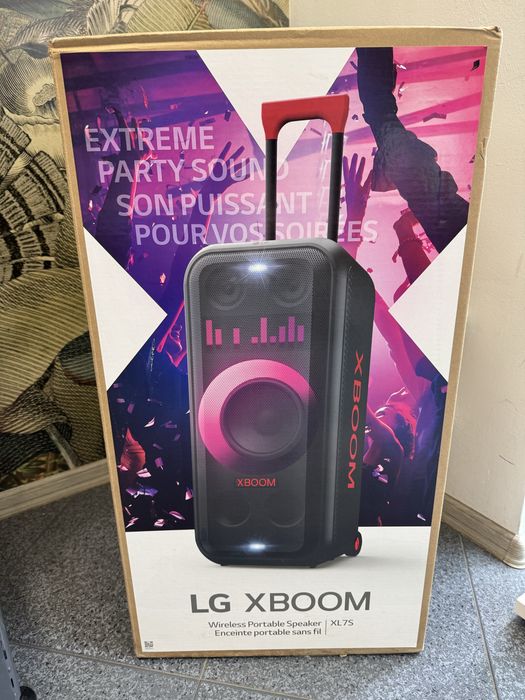 EXTREME
PARTY SOUND
SON PUISSANT
POUR VOS SOIRÉES
XBOOM
XBOOM
LG XBOOM
Wireless Portable Speaker | XL7S
Enceinte portable sans fil